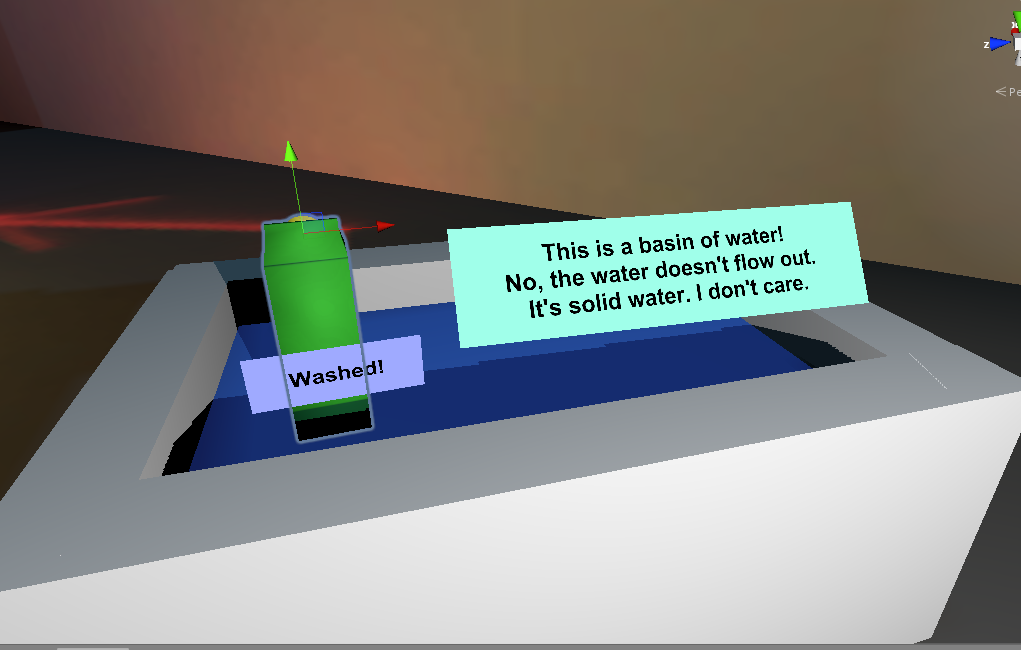 z
This is a basin of water!
No, the water doesn't flow out.
It's solid water. I don't care.
Washed!